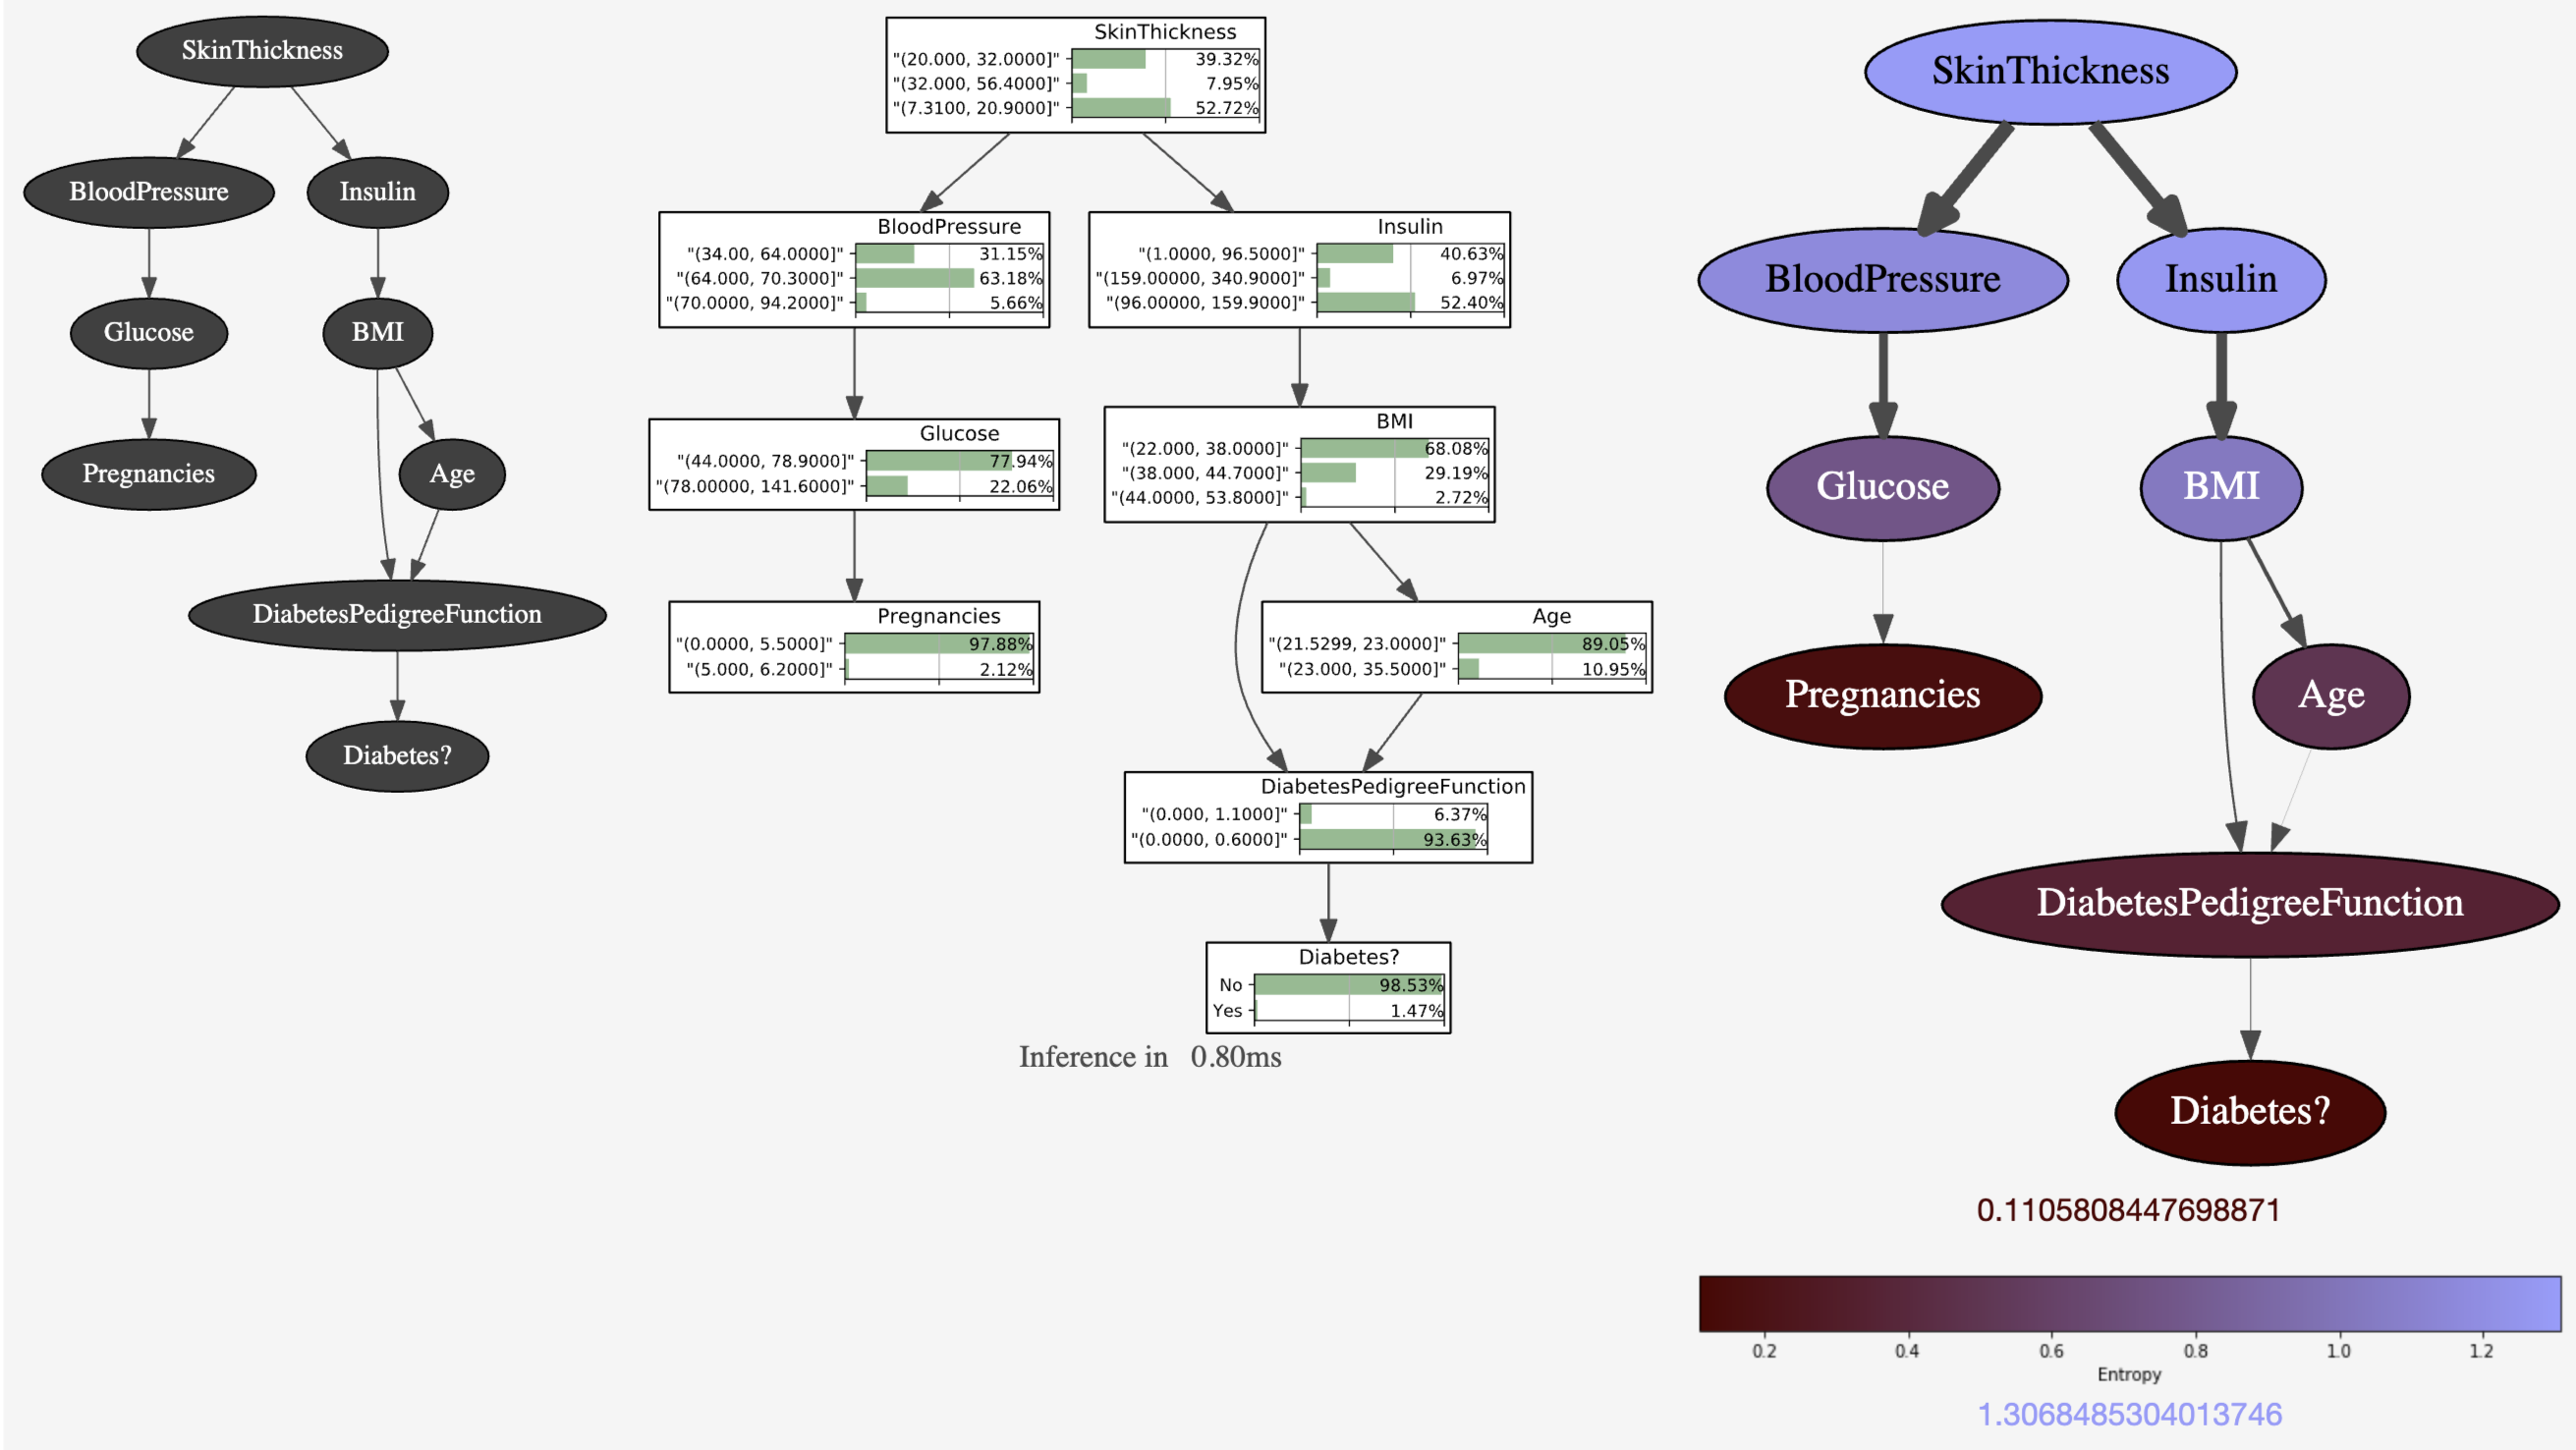 SkinThickness
BloodPressure
Insulin
Glucose
BMI
Pregnancies
Age
DiabetesPedigreeFunction
Diabetes?
SkinThickness
"(20.000, 32.0000]" 39.32%
"(32.000, 56.4000]" 7.95%
"(7.3100, 20.9000]" 52.72%
BloodPressure
"(34.00, 64.0000]" 31.15%
"(64.000, 70.3000]" 63.18%
"(70.0000, 94.2000]" 5.66%
Insulin
"(1.0000, 96.5000]" 40.63%
"(159.00000, 340.9000]" 6.97%
"(96.00000, 159.9000]" 52.40%
Glucose
"(44.0000, 78.9000]" 77.94%
"(78.00000, 141.6000]" 22.06%
BMI
"(22.000, 38.0000]" 68.08%
"(38.000, 44.7000]" 29.19%
"(44.0000, 53.8000]" 2.72%
Pregnancies
"(0.0000, 5.5000]" 97.88%
"(5.000, 6.2000]" 2.12%
Age
"(21.5299, 23.0000]" 89.05%
"(23.000, 35.5000]" 10.95%
DiabetesPedigreeFunction
"(0.000, 1.1000]" 6.37%
"(0.0000, 0.6000]" 93.63%
Diabetes?
No 98.53%
Yes 1.47%
Inference in 0.80ms
SkinThickness
BloodPressure
Insulin
Glucose
BMI
Pregnancies
Age
DiabetesPedigreeFunction
Diabetes?
0.1105808447698871
0.2 0.4 0.6 0.8 1.0 1.2
Entropy
1.3068485304013746